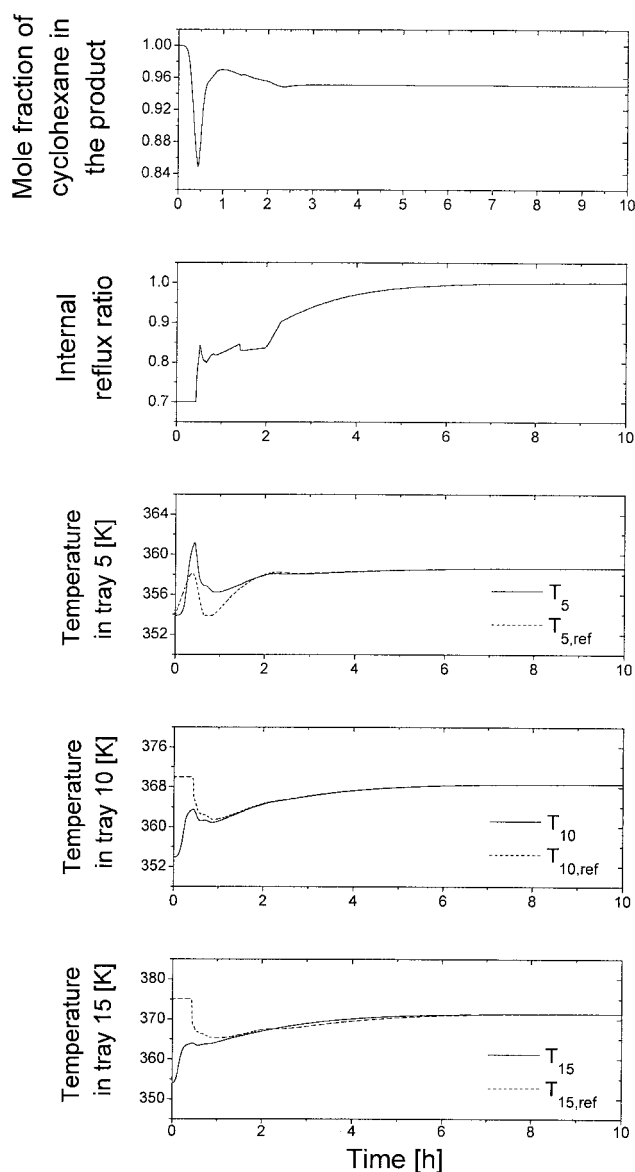 Mole fraction of
cyclohexane in
the product
1.00
0.96
0.92
0.88
0.84
0 1 2 3 4 5 6 7 8 9 10
Internal
reflux ratio
1.0
0.9
0.8
0.7
0 2 4 6 8 10
Temperature
in tray 5 [K]
364
360
356
352
T5
T5,ref
0 2 4 6 8 10
Temperature
in tray 10 [K]
376
368
360
352
T10
T10,ref
0 2 4 6 8 10
Temperature
in tray 15 [K]
380
370
360
350
T15
T15,ref
0 2 4 6 8 10
Time [h]